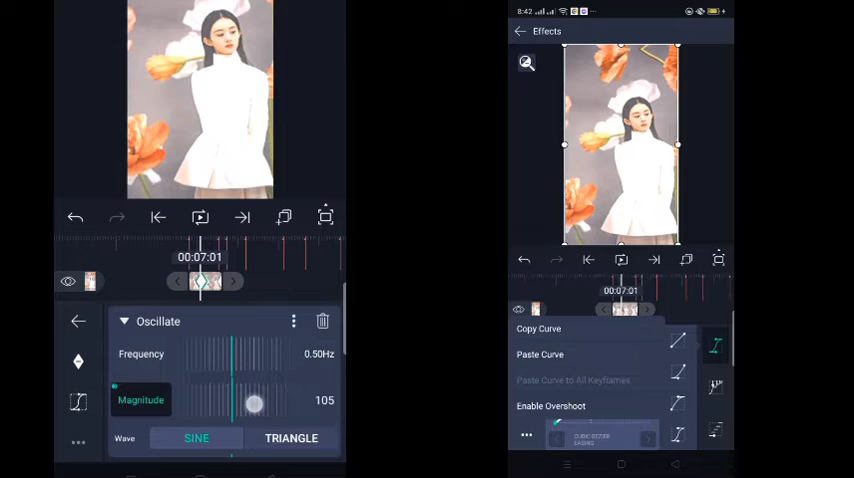 00:07:01
Oscillate
Frequency
0.50Hz
Magnitude
105
Wave
SINE
TRIANGLE
8:42
Effects
00:07:01
Copy Curve
Paste Curve
Paste Curve to All Keyframes
Enable Overshoot
CUBIC BEZIER
EASING